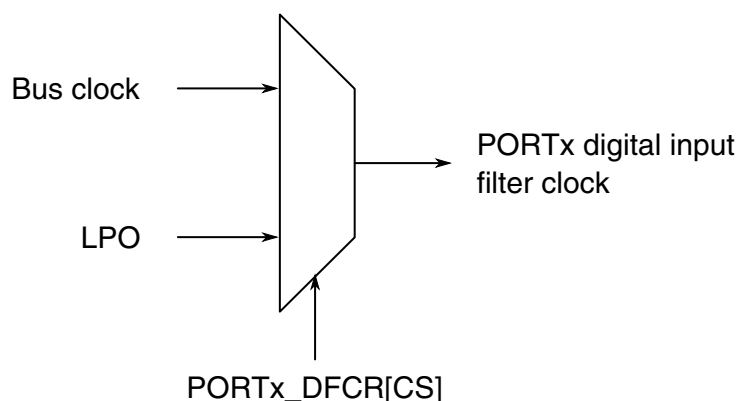 Bus clock
PORTx digital input
filter clock
LPO
PORTx_DFCR[CS]